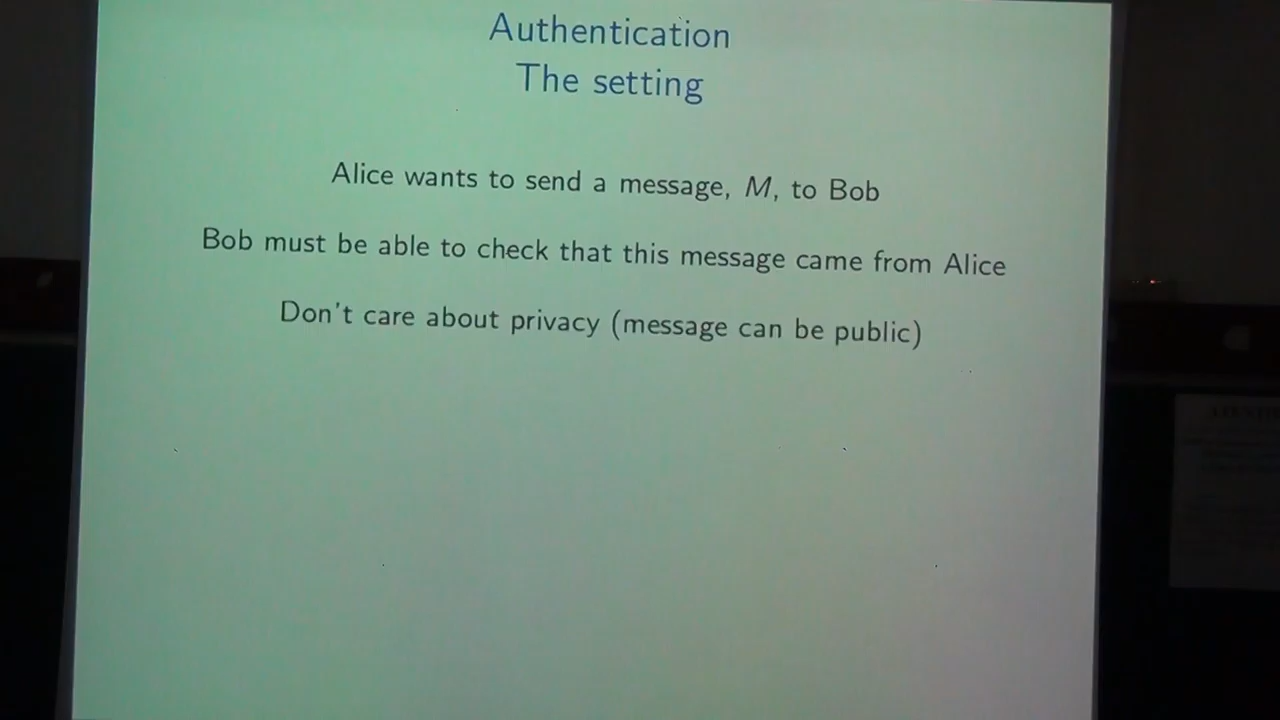 Authentication
The setting
Alice wants to send a message, M, to Bob
Bob must be able to check that this message came from Alice
Don't care about privacy (message can be public)